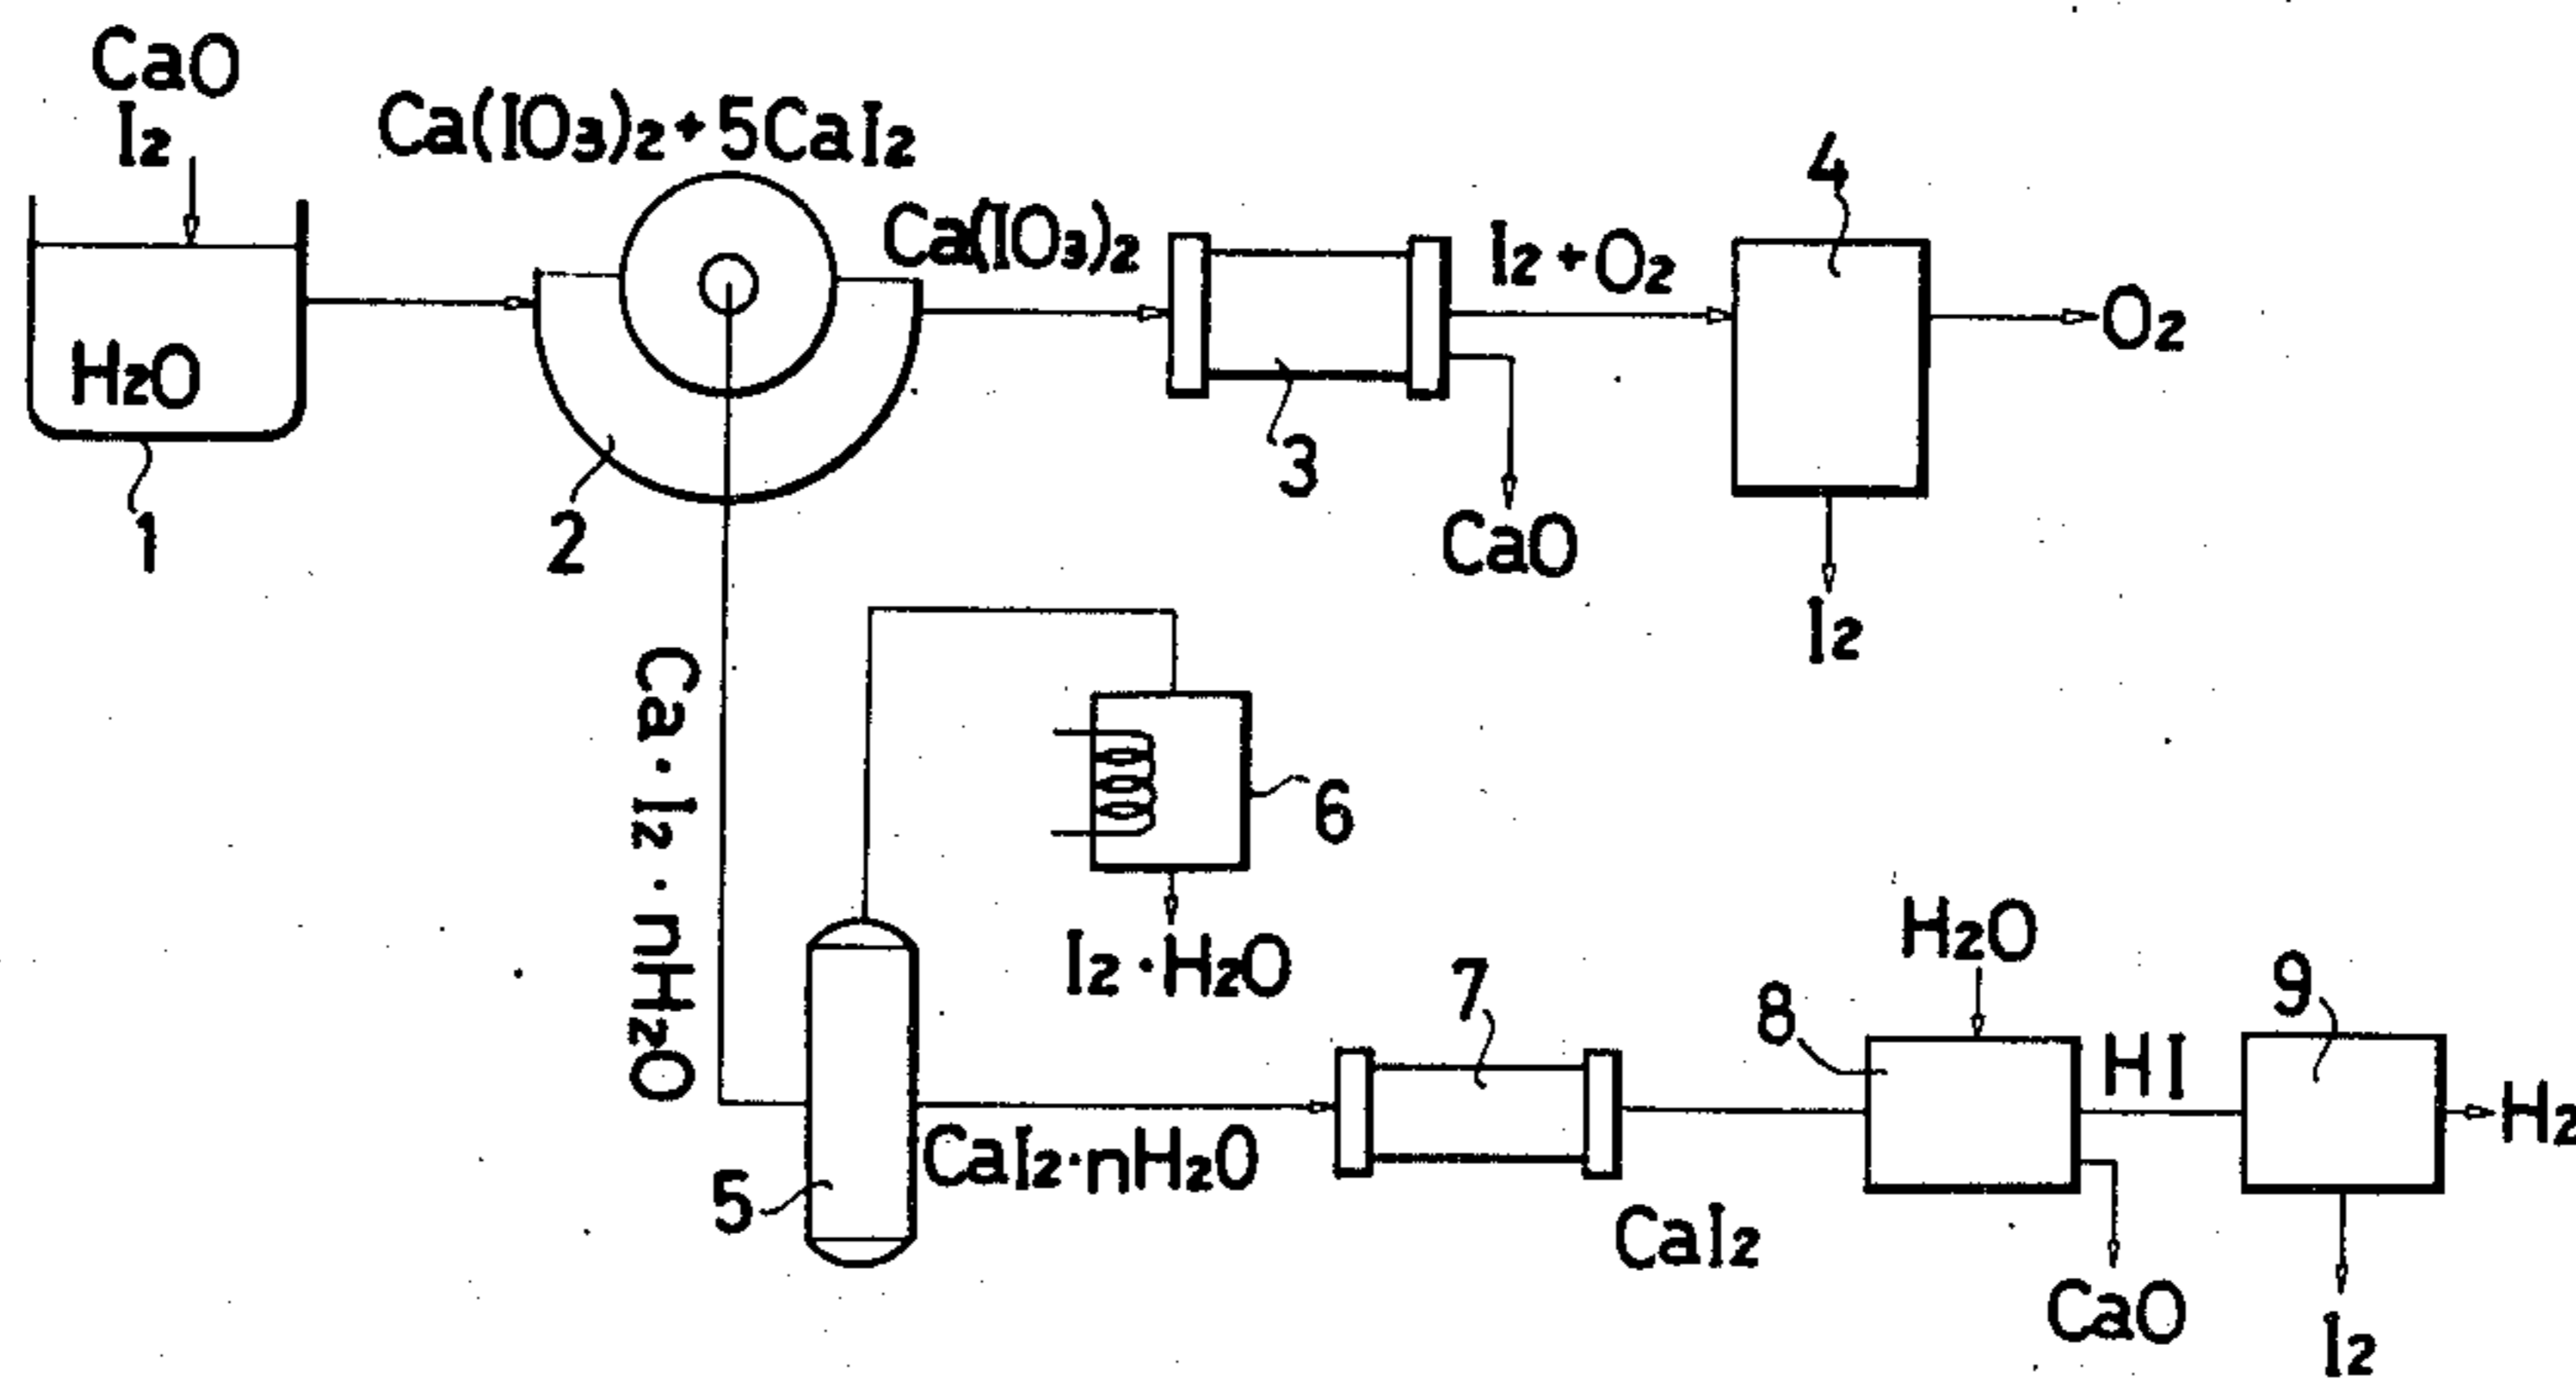 CaO
I₂
H₂O
1
Ca(IO₃)₂+5CaI₂
2
Ca(IO₃)₂
3
I₂+O₂
CaO
4
O₂
I₂
Ca·I₂·nH₂O
5
6
I₂·H₂O
CaI₂·nH₂O
7
CaI₂
8
H₂O
HI
CaO
9
H₂
I₂